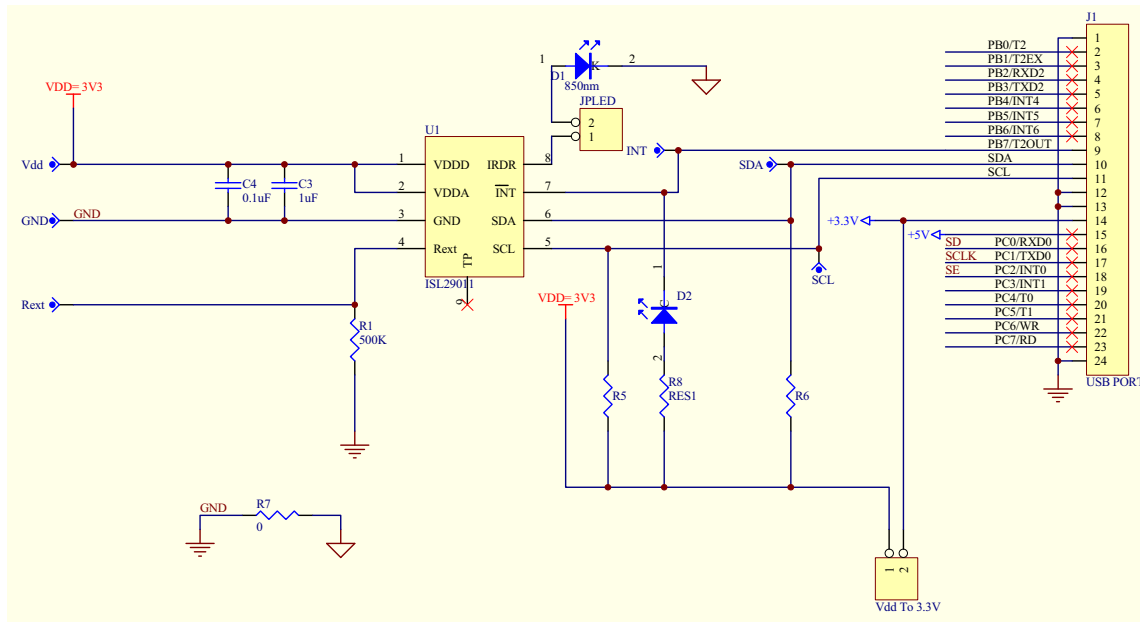 J1
1
PB0/T2 2
PB1/T2EX 3
PB2/RXD2 4
PB3/TXD2 5
PB4/INT4 6
PB5/INT5 7
PB6/INT6 8
PB7/T2OUT 9
SDA 10
SCL 11
12
13
+3.3V 14
+5V 15
SD PC0/RXD0 16
SCLK PC1/TXD0 17
SE PC2/INT0 18
PC3/INT1 19
PC4/T0 20
PC5/T1 21
PC6/WR 22
PC7/RD 23
24
USB PORT
1 K 2
D1
850nm
JPLED
2
1
VDD= 3V3
U1
Vdd 1 VDDD IRDR 8
INT
SDA
C4 C3
0.1uF 1uF
2 VDDA INT 7
GND GND 3 GND SDA 6
4 Rext SCL 5
TP
ISL29011
9
SCL
Rext
R1
500K
VDD= 3V3
1
D2
2
R5
R8
RES1
R6
GND R7
0
1 2
Vdd To 3.3V